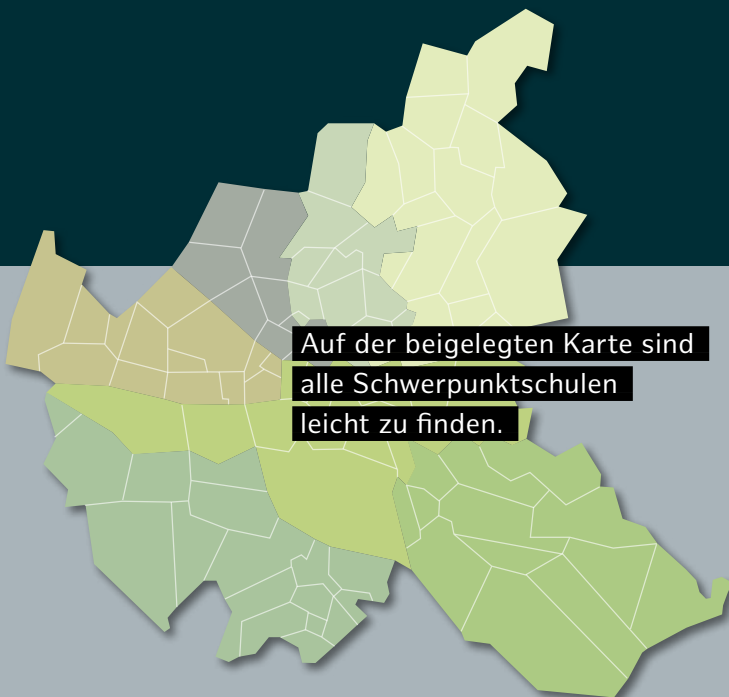 Auf der beigelegten Karte sind
alle Schwerpunktschulen
leicht zu finden.